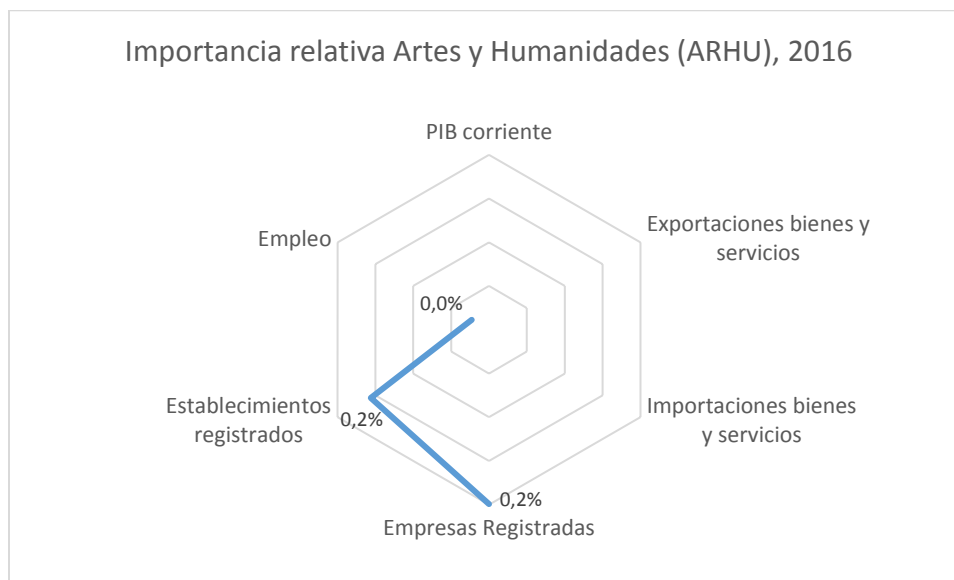 Importancia relativa Artes y Humanidades (ARHU), 2016
PIB corriente
Exportaciones bienes y
servicios
Importaciones bienes
y servicios
Empresas Registradas
0,2%
Establecimientos
registrados
0,2%
Empleo
0,0%